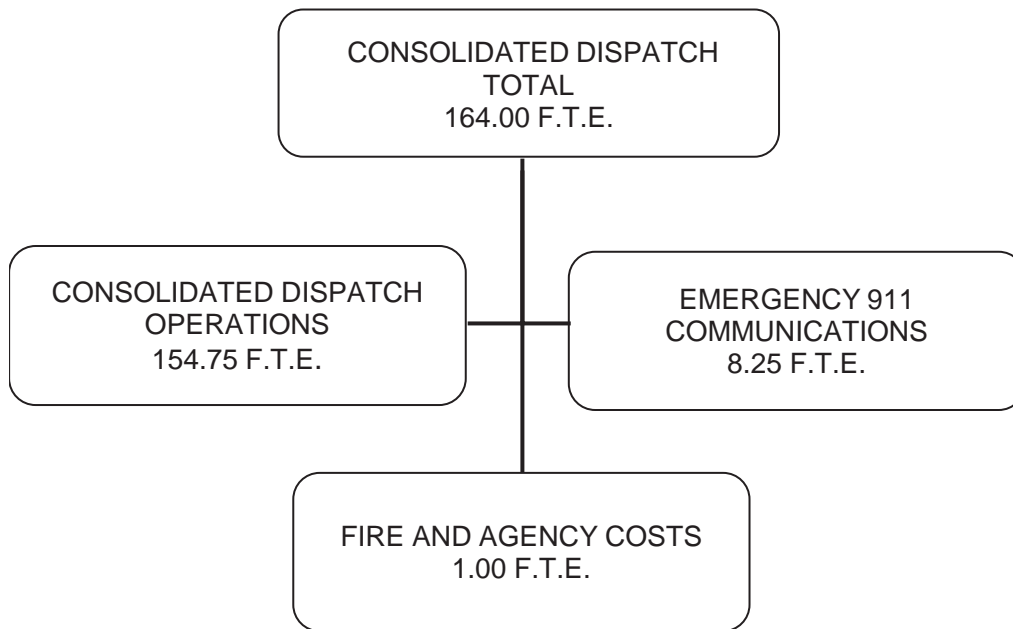 CONSOLIDATED DISPATCH
TOTAL
164.00 F.T.E.
CONSOLIDATED DISPATCH
OPERATIONS
154.75 F.T.E.
EMERGENCY 911
COMMUNICATIONS
8.25 F.T.E.
FIRE AND AGENCY COSTS
1.00 F.T.E.